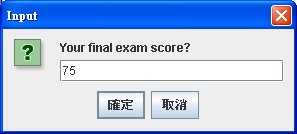 Input
Your final exam score?
75
確定 取消